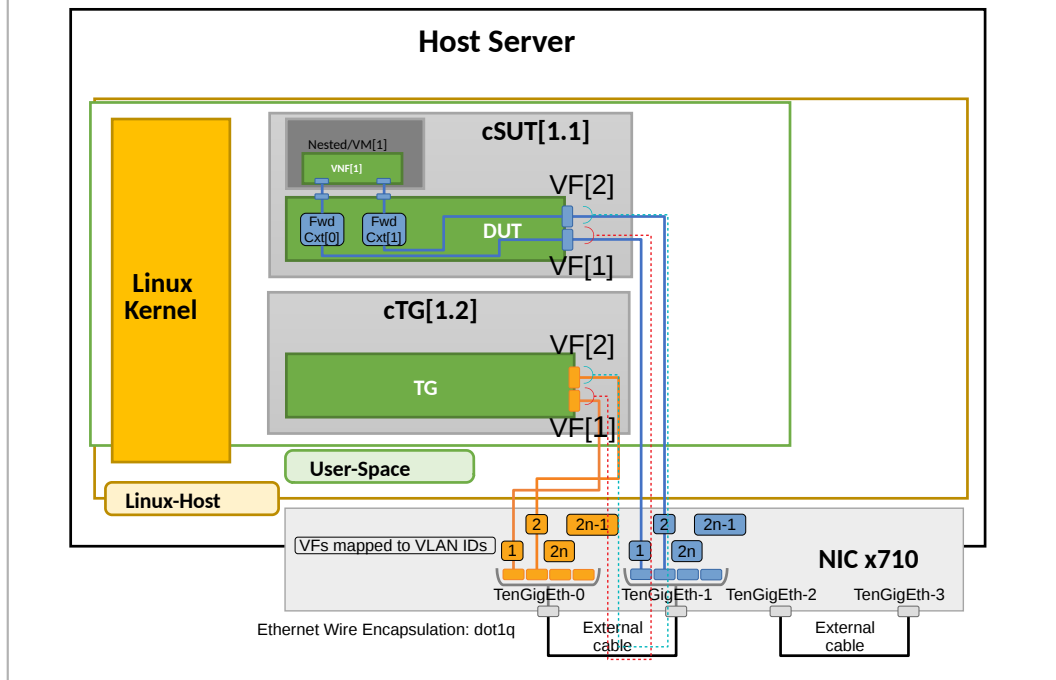 Host Server
cSUT[1.1]
Nested/VM[1]
VNF[1]
VF[2]
Fwd
Cxt[0]
Fwd
Cxt[1]
DUT
VF[1]
Linux
Kernel
cTG[1.2]
VF[2]
TG
VF[1]
User-Space
Linux-Host
2
2n-1
2
2n-1
VFs mapped to VLAN IDs
1
2n
1
2n
NIC x710
TenGigEth-0
TenGigEth-1
TenGigEth-2
TenGigEth-3
Ethernet Wire Encapsulation: dot1q
External
cable
External
cable